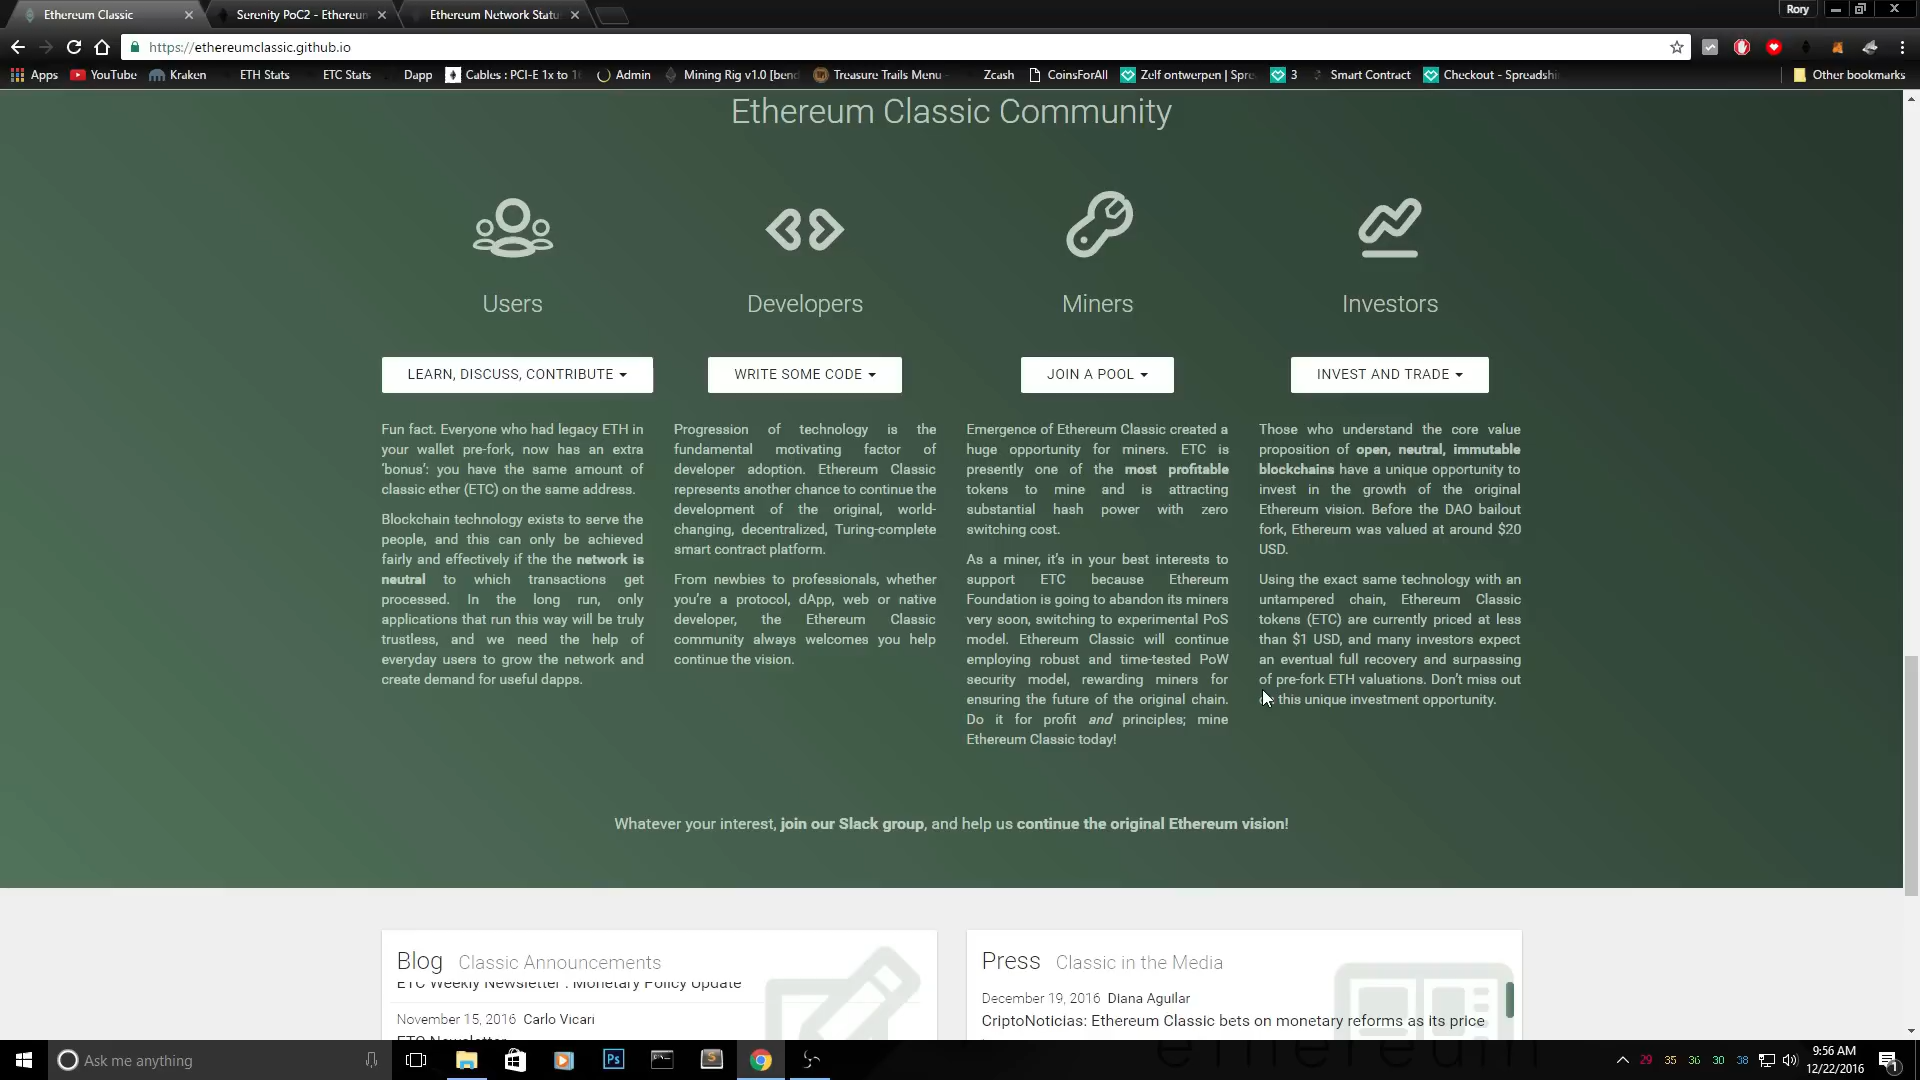 Ethereum Classic
Serenity PoC2 - Ethereum
Ethereum Network Statu
Rory
https://ethereumclassic.github.io
Apps
YouTube
Kraken
ETH Stats
ETC Stats
Dapp
Cables : PCI-E 1x to 1
Admin
Mining Rig v1.0 [bend
Treasure Trails Menu
Zcash
CoinsForAll
Zelf ontwerpen | Spre
3
Smart Contract
Checkout - Spreadshi
Other bookmarks
Ethereum Classic Community
Users
LEARN, DISCUSS, CONTRIBUTE
Fun fact. Everyone who had legacy ETH in
your wallet pre-fork, now has an extra
‘bonus’: you have the same amount of
classic ether (ETC) on the same address.
Blockchain technology exists to serve the
people, and this can only be achieved
fairly and effectively if the the network is
neutral to which transactions get
processed. In the long run, only
applications that run this way will be truly
trustless, and we need the help of
everyday users to grow the network and
create demand for useful dapps.
Developers
WRITE SOME CODE
Progression of technology is the
fundamental motivating factor of
developer adoption. Ethereum Classic
represents another chance to continue the
development of the original, world-
changing, decentralized, Turing-complete
smart contract platform.
From newbies to professionals, whether
you’re a protocol, dApp, web or native
developer, the Ethereum Classic
community always welcomes you help
continue the vision.
Miners
JOIN A POOL
Emergence of Ethereum Classic created a
huge opportunity for miners. ETC is
presently one of the most profitable
tokens to mine and is attracting
substantial hash power with zero
switching cost.
As a miner, it’s in your best interests to
support ETC because Ethereum
Foundation is going to abandon its miners
very soon, switching to experimental PoS
model. Ethereum Classic will continue
employing robust and time-tested PoW
security model, rewarding miners for
ensuring the future of the original chain.
Do it for profit and principles; mine
Ethereum Classic today!
Investors
INVEST AND TRADE
Those who understand the core value
proposition of open, neutral, immutable
blockchains have a unique opportunity to
invest in the growth of the original
Ethereum vision. Before the DAO bailout
fork, Ethereum was valued at around $20
USD.
Using the exact same technology with an
untampered chain, Ethereum Classic
tokens (ETC) are currently priced at less
than $1 USD, and many investors expect
an eventual full recovery and surpassing
of pre-fork ETH valuations. Don’t miss out
this unique investment opportunity.
Whatever your interest, join our Slack group, and help us continue the original Ethereum vision!
Blog Classic Announcements
ETC Weekly Newsletter : Monetary Policy Update
November 15, 2016 Carlo Vicari
ETC Newsletter
Press Classic in the Media
December 19, 2016 Diana Aguilar
CriptoNoticias: Ethereum Classic bets on monetary reforms as its price
Ask me anything
Ps
29
35
36
30
38
9:56 AM
12/22/2016
1